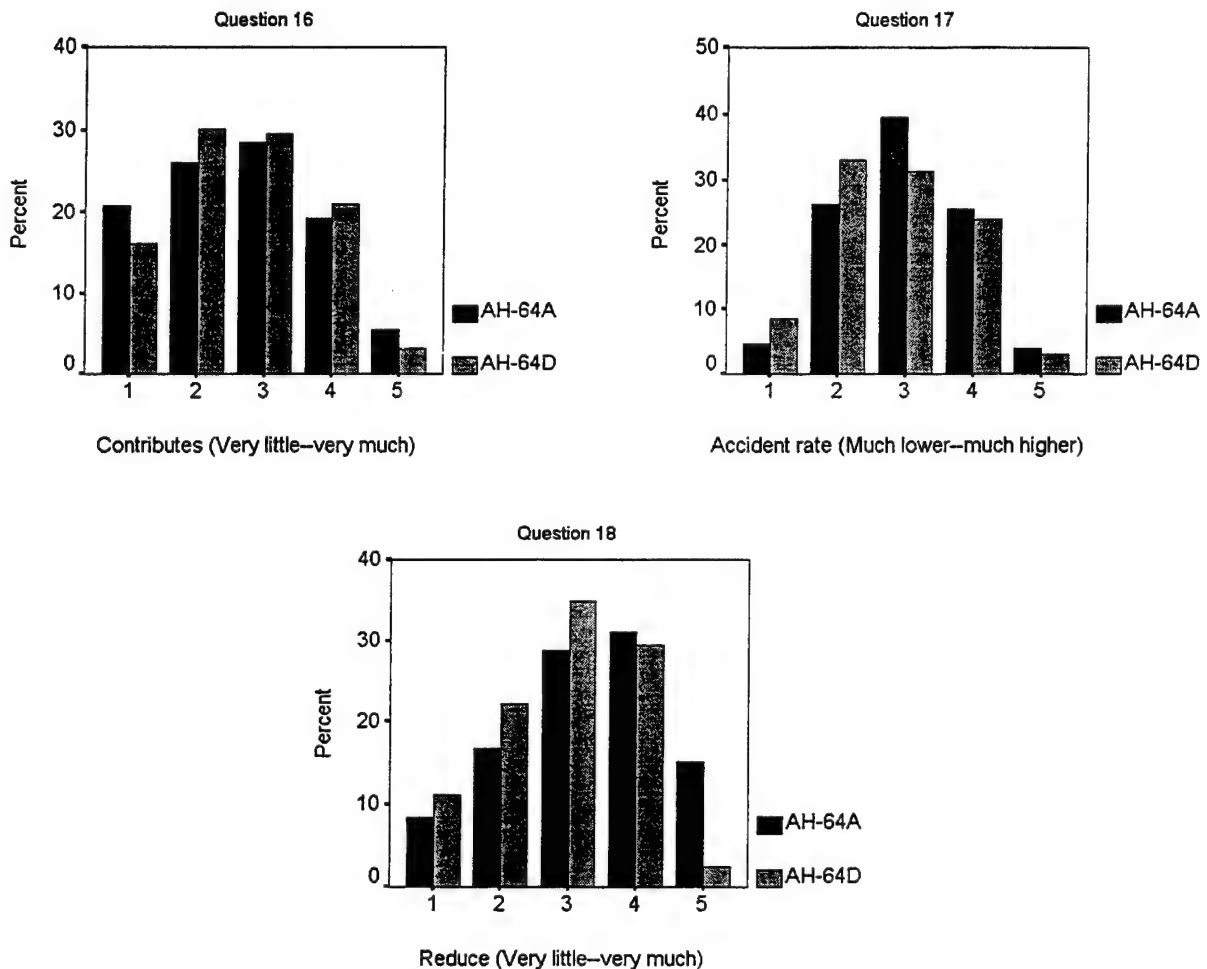 Question 16
40
30
20
10
0
Percent
1 2 3 4 5
AH-64A
AH-64D
Contributes (Very little--very much)
Question 17
50
40
30
20
10
0
Percent
1 2 3 4 5
AH-64A
AH-64D
Accident rate (Much lower--much higher)
Question 18
40
30
20
10
0
Percent
1 2 3 4 5
AH-64A
AH-64D
Reduce (Very little--very much)